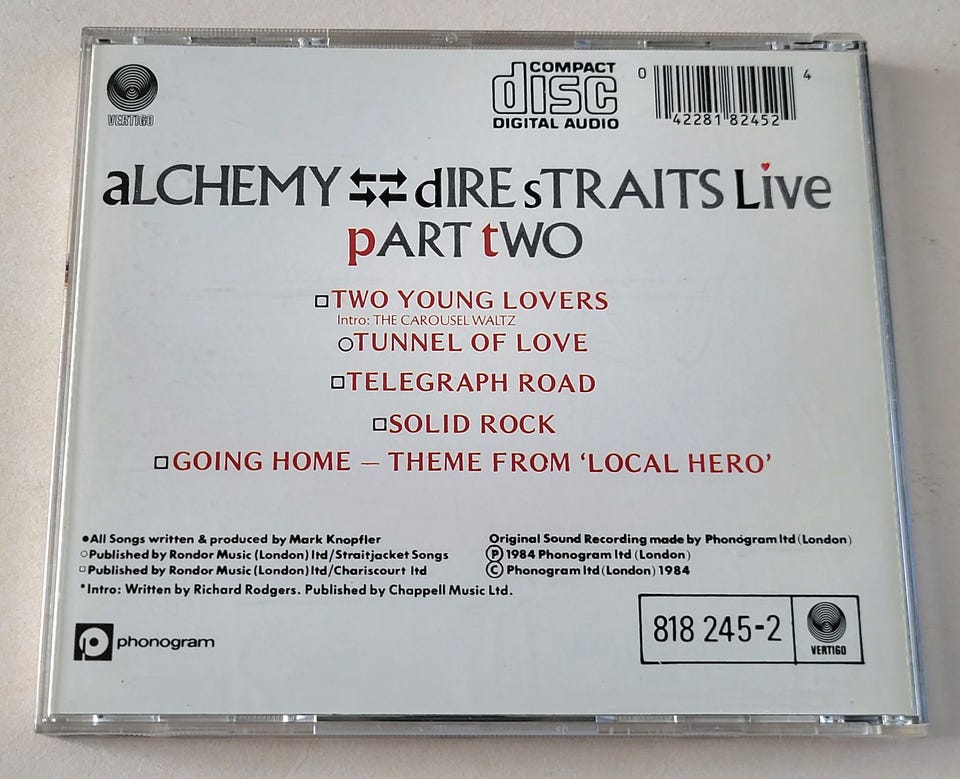 VERTIGO
COMPACT
disc
DIGITAL AUDIO
0 42281 82452 4
aLCHEMY dIRE sTRAITS Live
pART tWO
□TWO YOUNG LOVERS
Intro: THE CAROUSEL WALTZ
○TUNNEL OF LOVE
□TELEGRAPH ROAD
□SOLID ROCK
□GOING HOME – THEME FROM ‘LOCAL HERO’
●All Songs written & produced by Mark Knopfler
○Published by Rondor Music (London) ltd/Straitjacket Songs
□Published by Rondor Music (London) ltd/Chariscourt ltd
*Intro: Written by Richard Rodgers. Published by Chappell Music Ltd.
Original Sound Recording made by Phonogram ltd (London)
Ⓟ 1984 Phonogram ltd (London)
Ⓒ Phonogram ltd (London) 1984
phonogram
818 245-2
VERTIGO